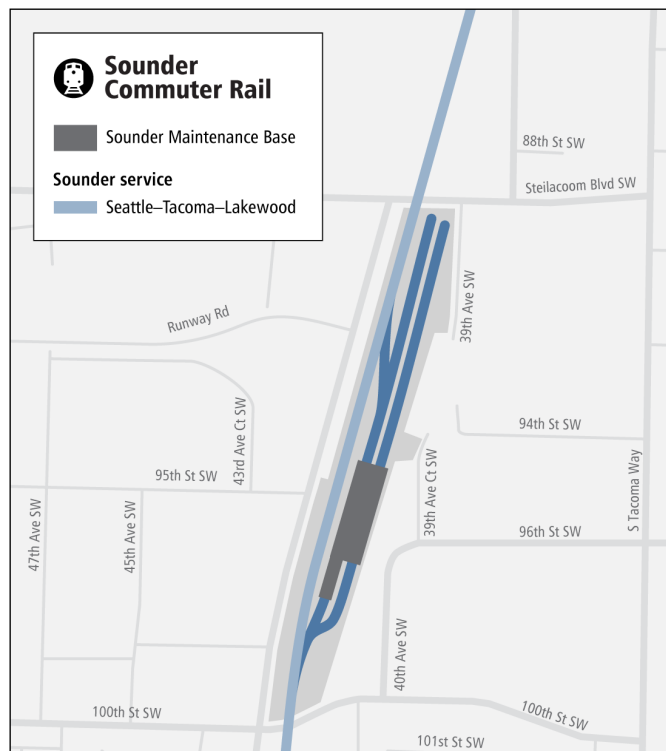 Sounder
Commuter Rail
Sounder Maintenance Base
Sounder service
Seattle–Tacoma–Lakewood
88th St SW
Steilacoom Blvd SW
39th Ave SW
Runway Rd
43rd Ave Ct SW
94th St SW
39th Ave Ct SW
S Tacoma Way
95th St SW
47th Ave SW
45th Ave SW
96th St SW
40th Ave SW
100th St SW
100th St SW
101st St SW